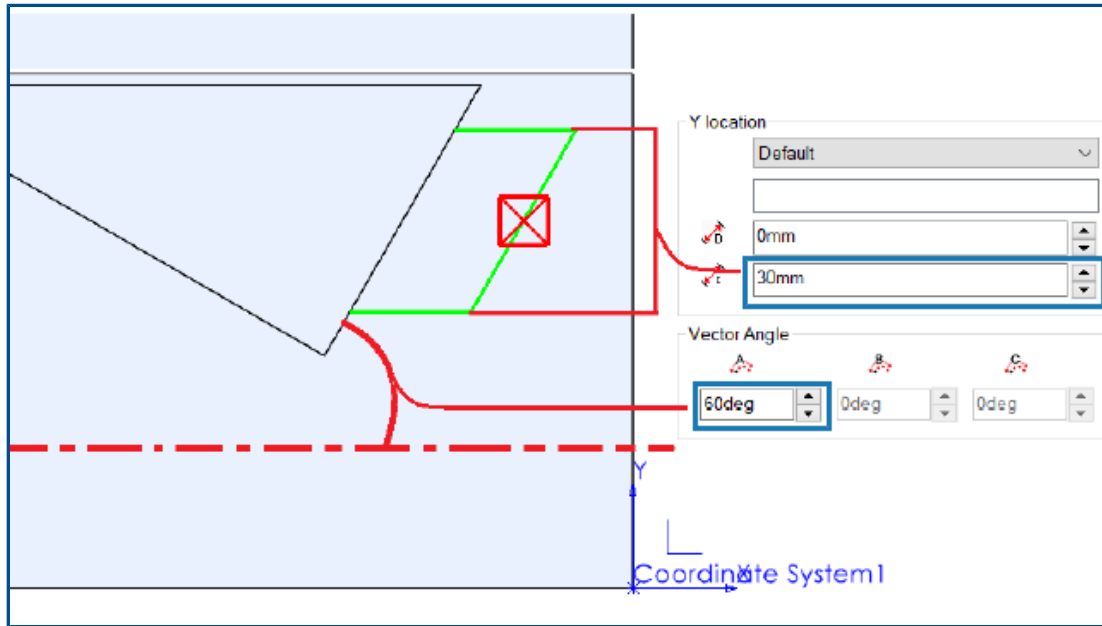 Y location
Default
D
0mm
30mm
Vector Angle
A
B
C
60deg
0deg
0deg
Y
X
Coordinate System1